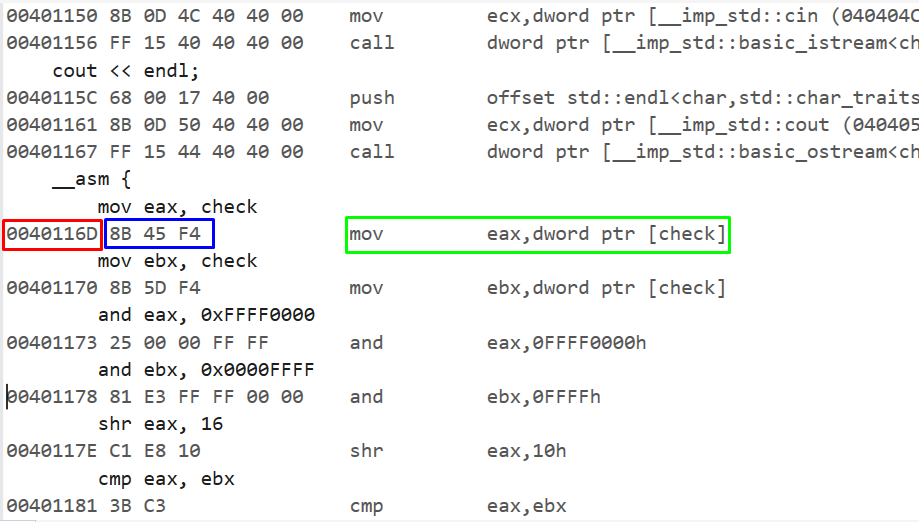 00401150 8B 0D 4C 40 40 00 mov ecx,dword ptr [__imp_std::cin (040404C
00401156 FF 15 40 40 40 00 call dword ptr [__imp_std::basic_istream<ch
cout << endl;
0040115C 68 00 17 40 00 push offset std::endl<char,std::char_traits
00401161 8B 0D 50 40 40 00 mov ecx,dword ptr [__imp_std::cout (040405
00401167 FF 15 44 40 40 00 call dword ptr [__imp_std::basic_ostream<ch
__asm {
mov eax, check
0040116D 8B 45 F4 mov eax,dword ptr [check]
mov ebx, check
00401170 8B 5D F4 mov ebx,dword ptr [check]
and eax, 0xFFFF0000
00401173 25 00 00 FF FF and eax,0FFFF0000h
and ebx, 0x0000FFFF
00401178 81 E3 FF FF 00 00 and ebx,0FFFFh
shr eax, 16
0040117E C1 E8 10 shr eax,10h
cmp eax, ebx
00401181 3B C3 cmp eax,ebx